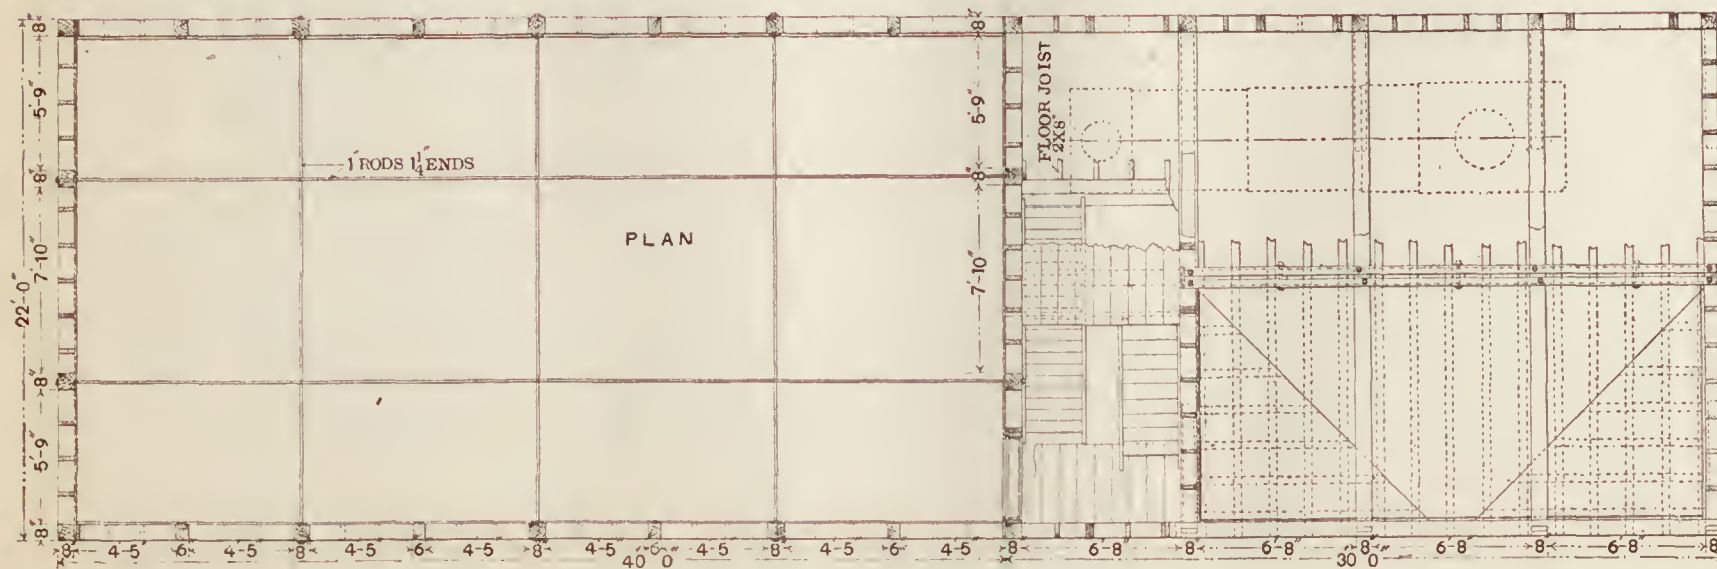 8"
5'-9"
8"
7'-10"
22'-0"
8"
5'-9"
8"
1" RODS 1¼" ENDS
PLAN
8"
5'-9"
8"
7'-10"
FLOOR JOIST
2X8"
8" 4-5" 6" 4-5" 8" 4-5" 6" 4-5" 8" 4-5" 6" 4-5" 8" 4-5" 6" 4-5" 8" 6-8" 8" 6-8" 8" 6-8" 8" 6-8" 8
40'0" 30'0"